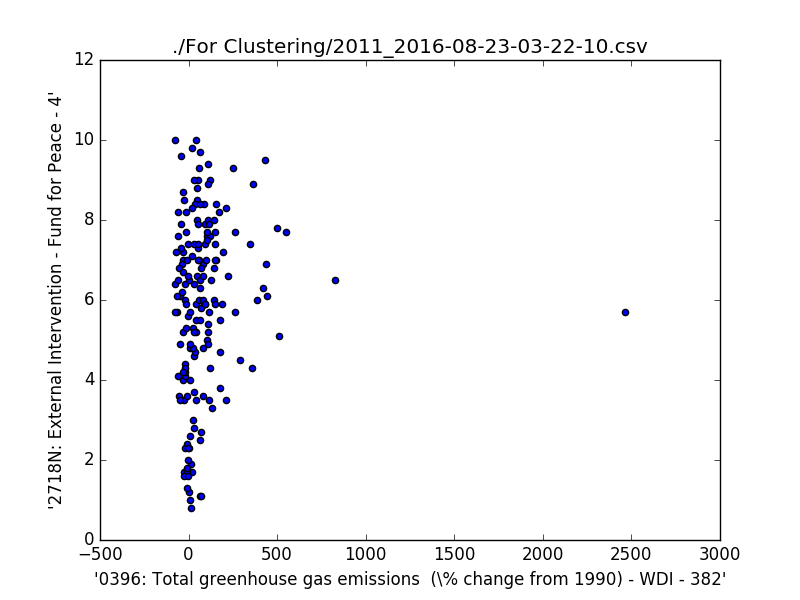 ./For Clustering/2011_2016-08-23-03-22-10.csv
'2718N: External Intervention - Fund for Peace - 4'
12
10
8
6
4
2
0
−500 0 500 1000 1500 2000 2500 3000
'0396: Total greenhouse gas emissions  (\% change from 1990) - WDI - 382'